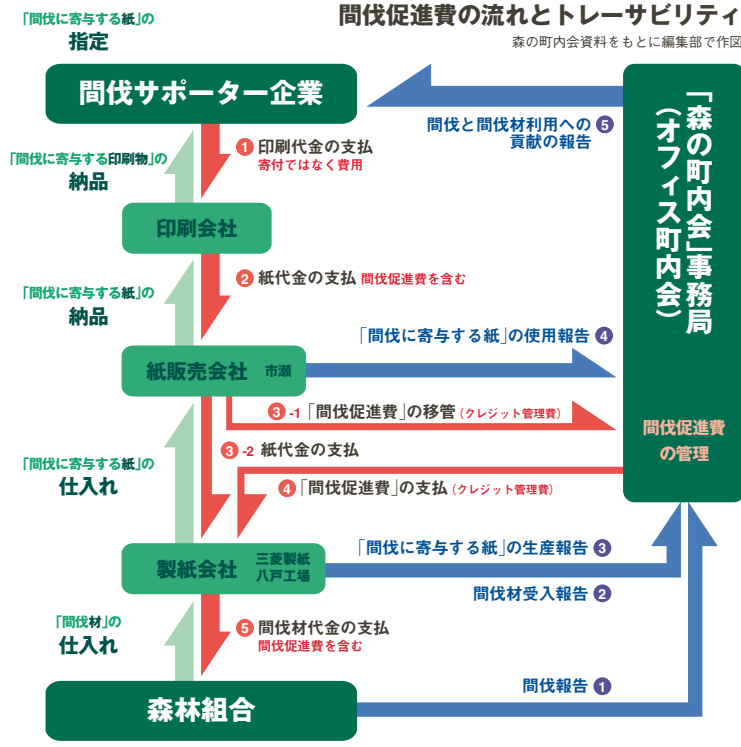 間伐促進費の流れとトレーサビリティ
森の町内会資料をもとに編集部で作図
「間伐に寄与する紙」の
指定
間伐サポーター企業
「森の町内会」事務局
（オフィス町内会）
間伐と間伐材利用への 5
貢献の報告
1 印刷代金の支払
寄付ではなく費用
「間伐に寄与する印刷物」の
納品
印刷会社
2 紙代金の支払 間伐促進費を含む
「間伐に寄与する紙」の
納品
「間伐に寄与する紙」の使用報告 4
紙販売会社 市瀬
3 -1 「間伐促進費」の移管（クレジット管理費）
間伐促進費
の管理
3 -2 紙代金の支払
「間伐に寄与する紙」の
仕入れ
4 「間伐促進費」の支払（クレジット管理費）
「間伐に寄与する紙」の生産報告 3
製紙会社 三菱製紙
八戸工場
間伐材受入報告 2
「間伐材」の
仕入れ
5 間伐材代金の支払
間伐促進費を含む
間伐報告 1
森林組合